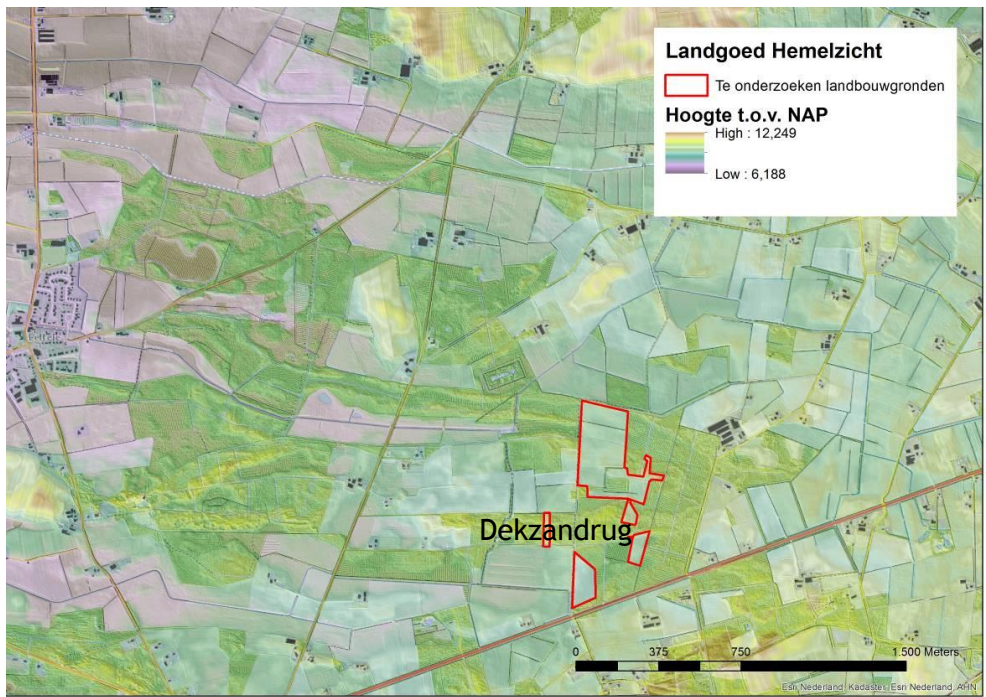 Landgoed Hemelzicht
Te onderzoeken landbouwgronden
Hoogte t.o.v. NAP
High : 12,249
Low : 6,188
Dekzandrug
0 375 750 1.500 Meters
Esri Nederland, Kadaster, Esri Nederland, AHN